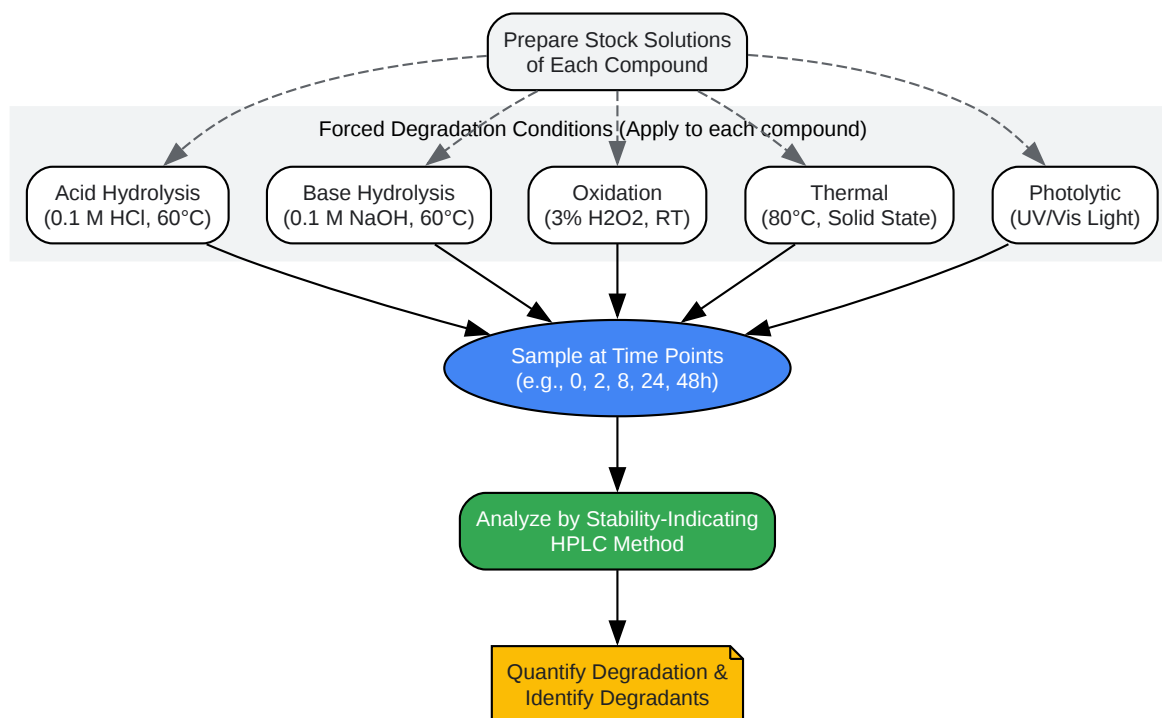 Prepare Stock Solutions
of Each Compound
Forced Degradation Conditions (Apply to each compound)
Acid Hydrolysis
(0.1 M HCl, 60°C)
Base Hydrolysis
(0.1 M NaOH, 60°C)
Oxidation
(3% H2O2, RT)
Thermal
(80°C, Solid State)
Photolytic
(UV/Vis Light)
Sample at Time Points
(e.g., 0, 2, 8, 24, 48h)
Analyze by Stability-Indicating
HPLC Method
Quantify Degradation &
Identify Degradants